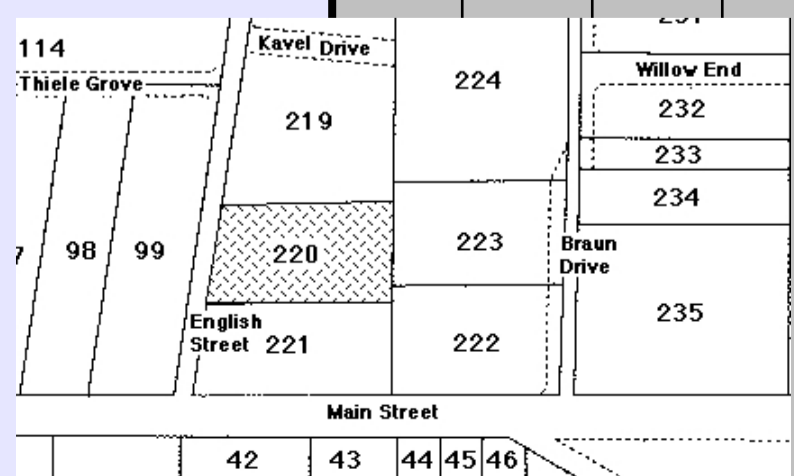 114
Kavel Drive
Thiele Grove
224
Willow End
219
232
233
234
98
99
220
223
Braun
Drive
235
English
Street
221
222
Main Street
42
43
44
45
46